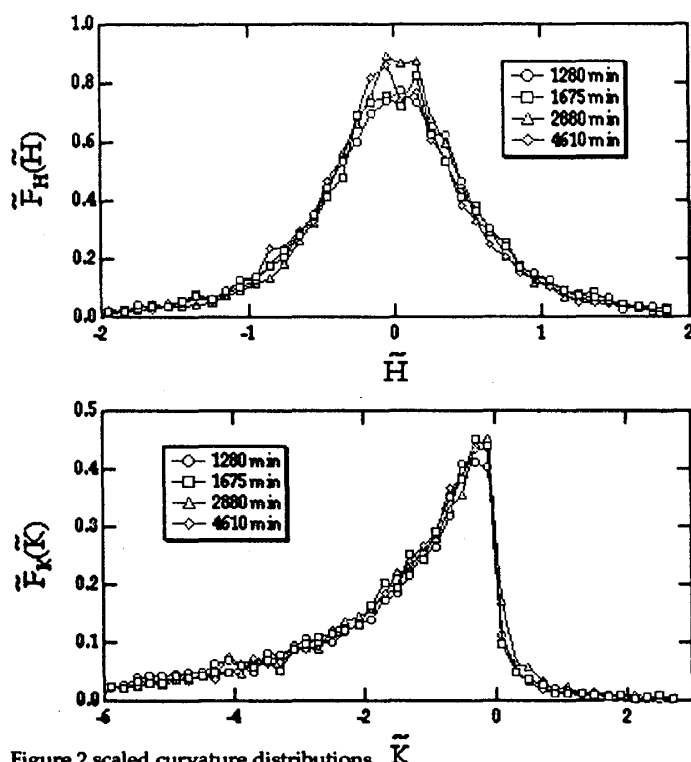 1.0
0.8
0.6
0.4
0.2
0.0
F̃H(H̃)
1280 min
1675 min
2880 min
4610 min
-2
-1
0
1
2
H̃
0.5
0.4
0.3
0.2
0.1
0.0
F̃K(K̃)
1280 min
1675 min
2880 min
4610 min
-6
-4
-2
0
2
K̃
Figure 2 scaled curvature distributions